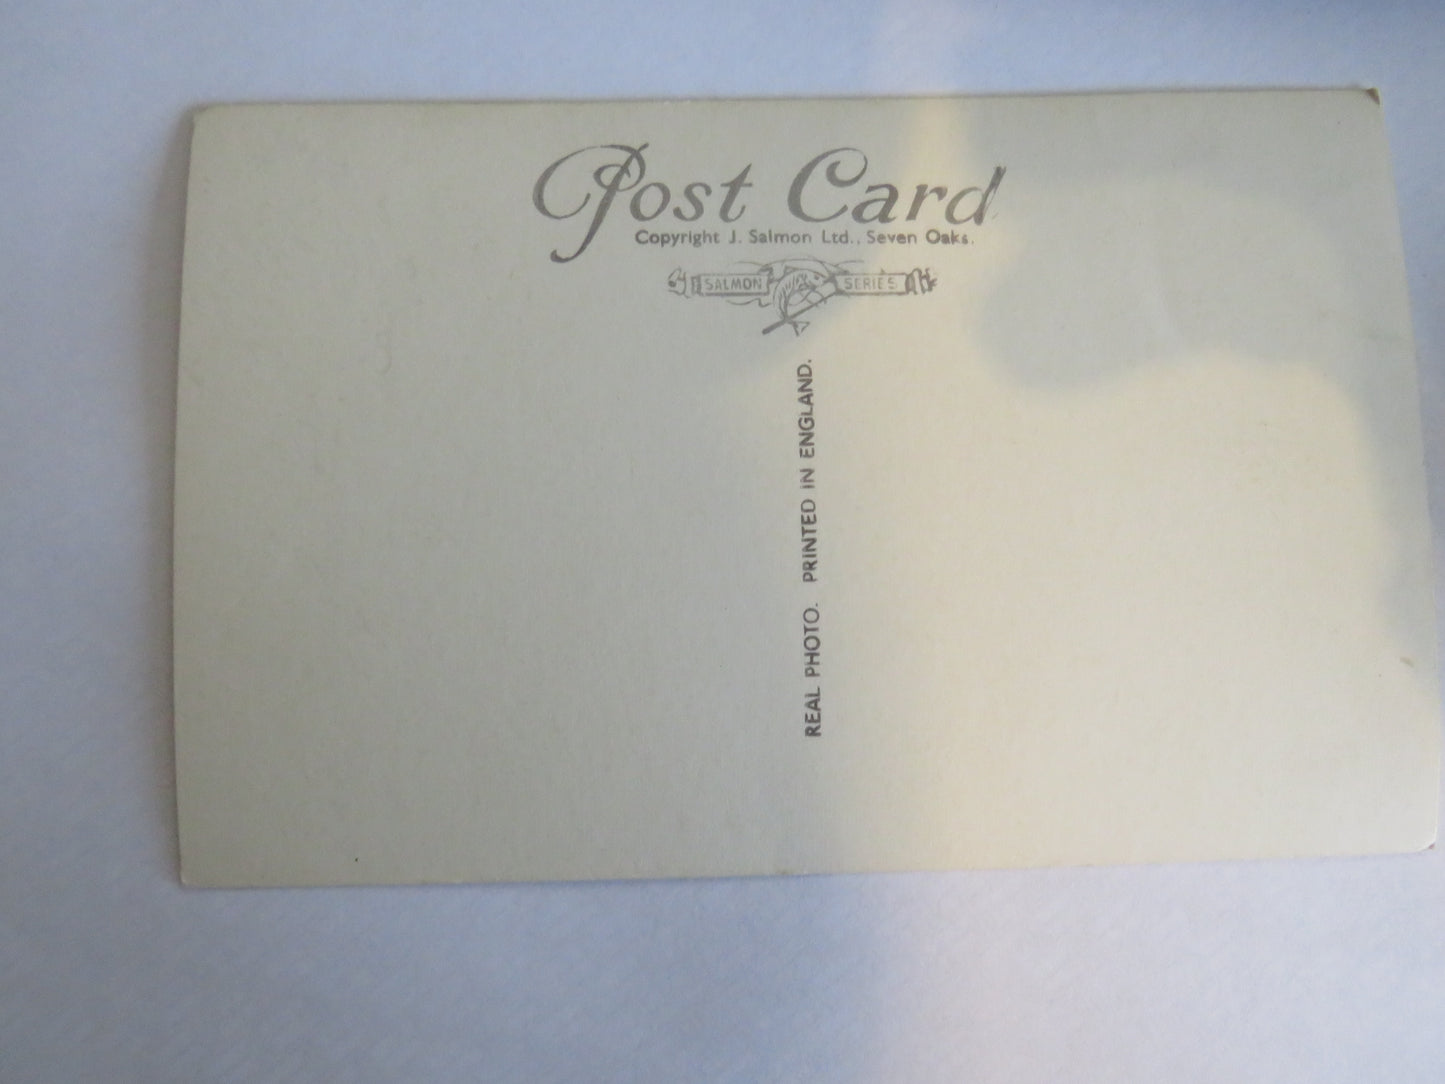 Post Card
Copyright J. Salmon Ltd., Seven Oaks.
SALMON SERIES
REAL PHOTO. PRINTED IN ENGLAND.